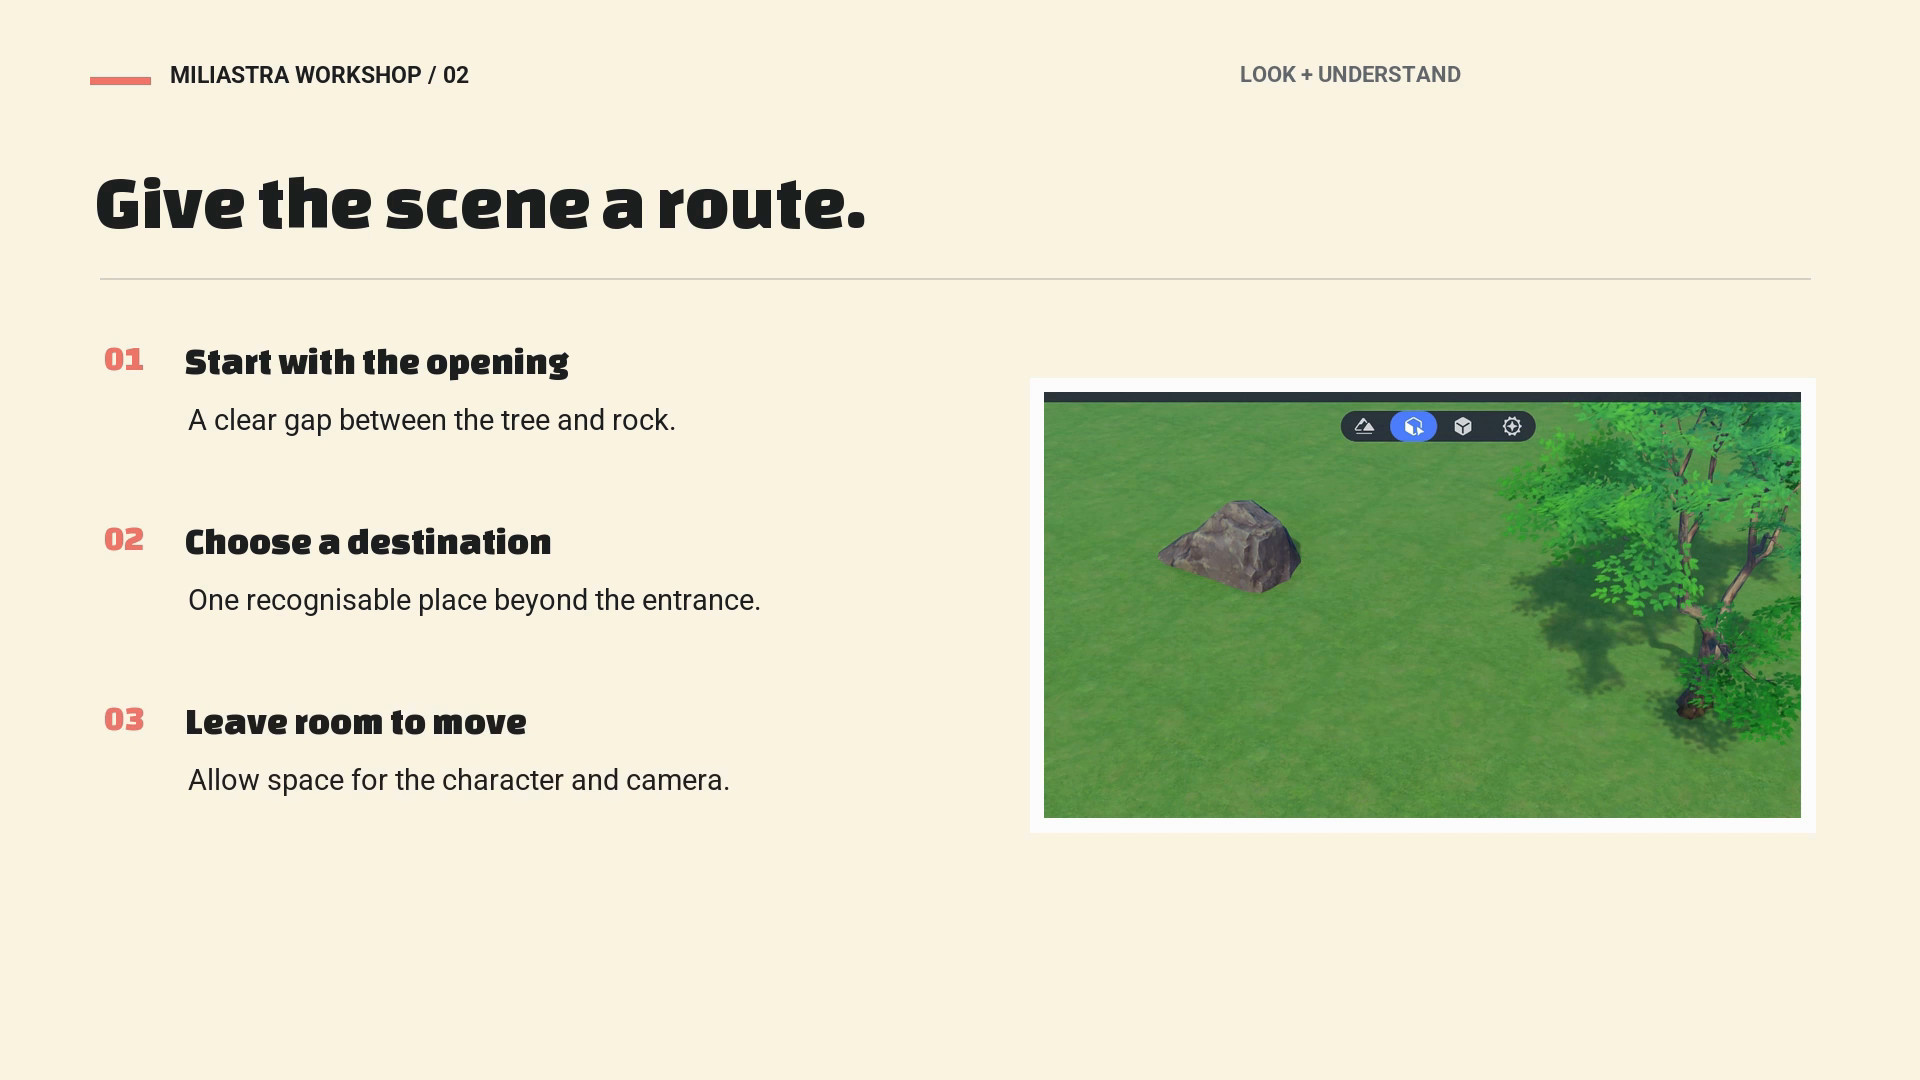 MILIASTRA WORKSHOP / 02
LOOK + UNDERSTAND
Give the scene a route.
01 Start with the opening
A clear gap between the tree and rock.
02 Choose a destination
One recognisable place beyond the entrance.
03 Leave room to move
Allow space for the character and camera.